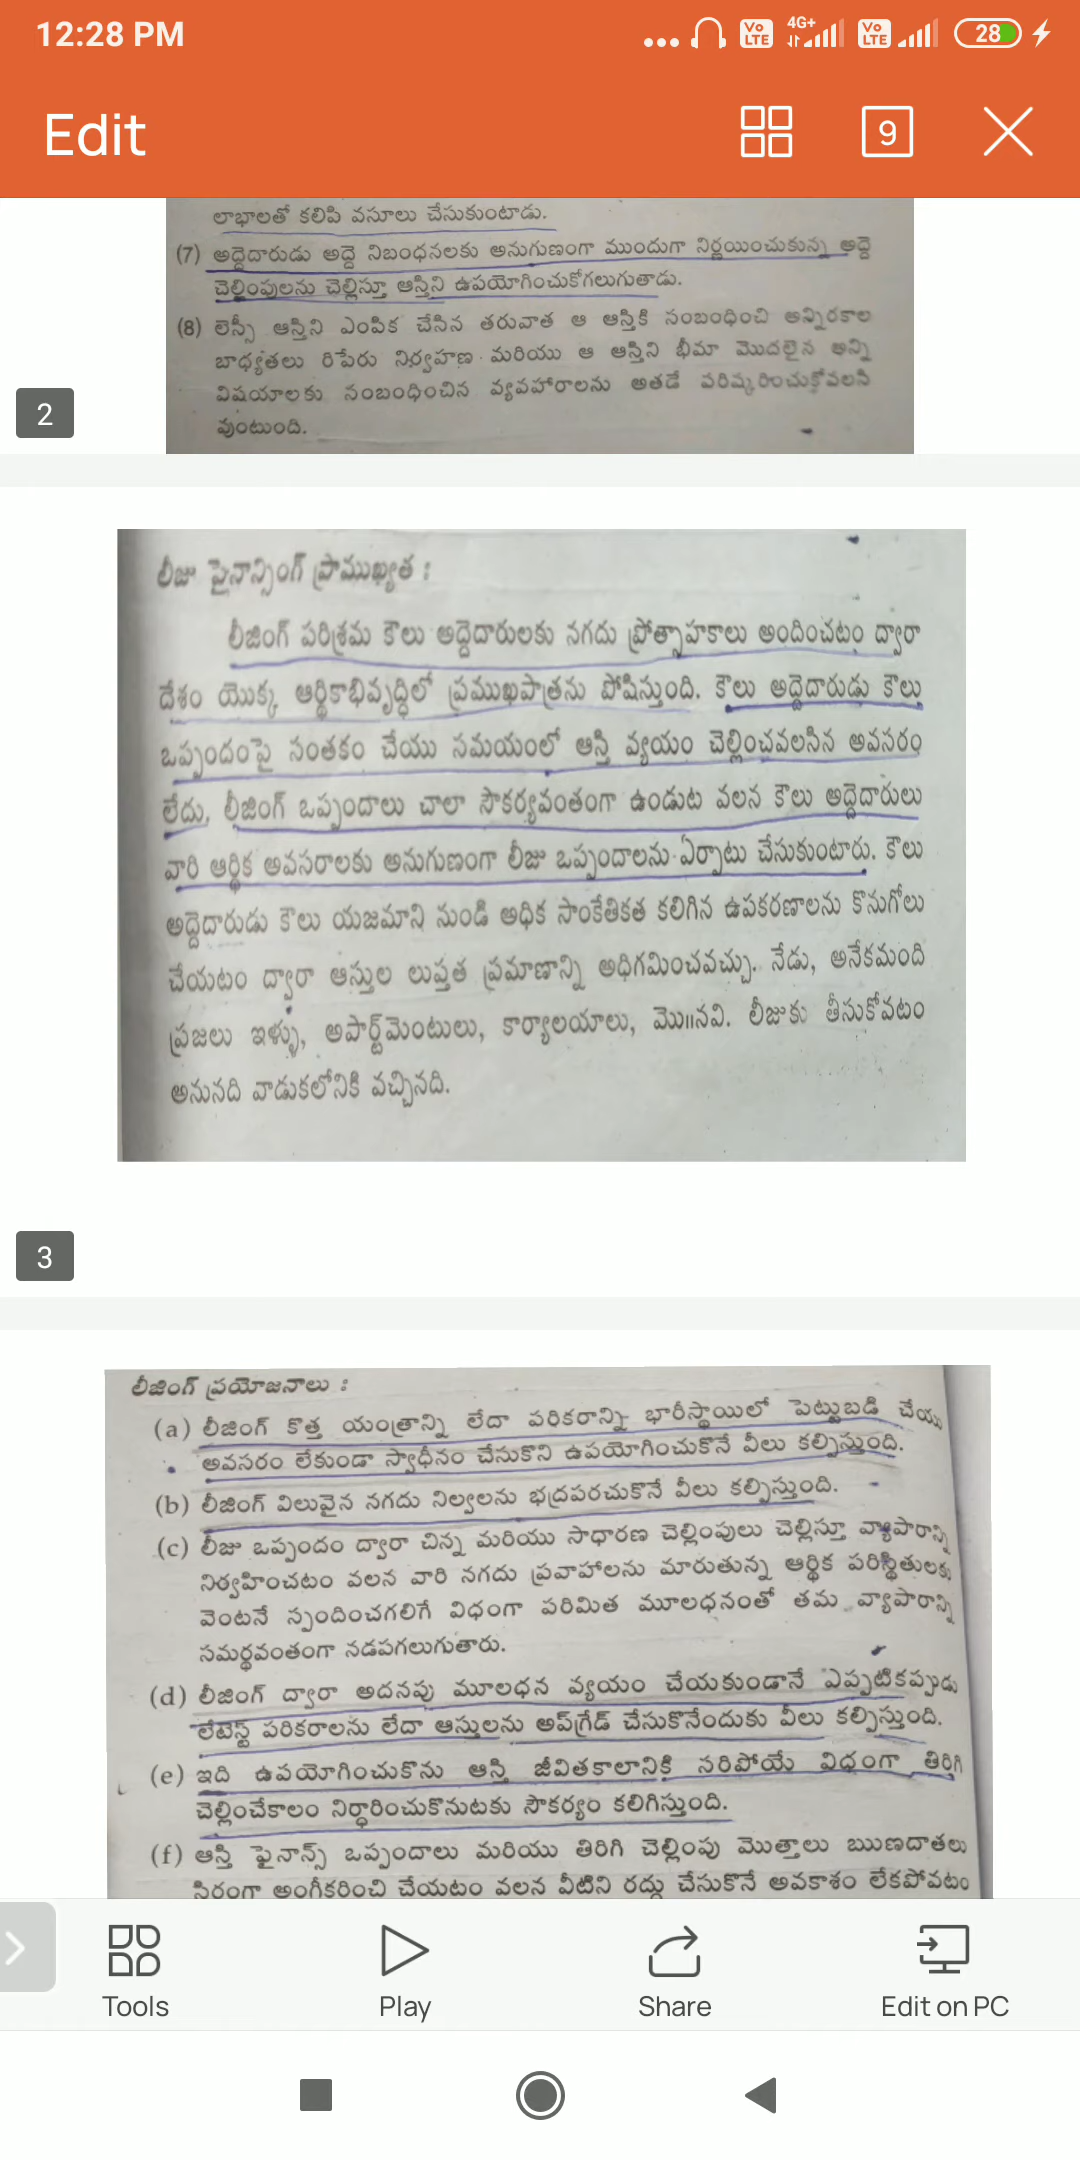 12:28 PM
4G+
Vo
LTE
Vo
LTE
28
Edit
9
లాభాలతో కలిపి వసూలు చేసుకుంటాడు.
(7) అద్దెదారుడు అద్దె నిబంధనలకు అనుగుణంగా ముందుగా నిర్ణయించుకున్న అద్దె
చెల్లింపులను చెల్లిస్తూ ఆస్తిని ఉపయోగించుకోగలుగుతాడు.
(8) లెస్సీ ఆస్తిని ఎంపిక చేసిన తరువాత ఆ ఆస్తికి సంబంధించి అన్నిరకాల
బాధ్యతలు రిపేరు నిర్వహణ మరియు ఆ ఆస్తిని భీమా మొదలైన అన్ని
విషయాలకు సంబంధించిన వ్యవహారాలను అతడే పరిష్కరించుక్తోవలసి
వుంటుంది.
2
లీజు ఫైనాన్సింగ్ ప్రాముఖ్యత :
లీజింగ్ పరిశ్రమ కౌలు అద్దెదారులకు నగదు ప్రోత్సాహకాలు అందించటం ద్వారా
దేశం యొక్క ఆర్థికాభివృద్ధిలో ప్రముఖపాత్రను పోషిస్తుంది. కౌలు అద్దెదారుడు కౌలు
ఒప్పందంపై సంతకం చేయు సమయంలో ఆస్తి వ్యయం చెల్లించవలసిన అవసరం
లేదు. లీజింగ్ ఒప్పందాలు చాలా సౌకర్యవంతంగా ఉండుట వలన కౌలు అద్దెదారులు
వారి ఆర్థిక అవసరాలకు అనుగుణంగా లీజు ఒప్పందాలను ఏర్పాటు చేసుకుంటారు. కౌలు
అద్దెదారుడు కౌలు యజమాని నుండి అధిక సాంకేతికత కలిగిన ఉపకరణాలను కొనుగోలు
చేయటం ద్వారా ఆస్తుల లుప్తత ప్రమాణాన్ని అధిగమించవచ్చు. నేడు, అనేకమంది
ప్రజలు ఇళ్ళు, అపార్ట్‌మెంటులు, కార్యాలయాలు, మొ॥నవి. లీజుకు తీసుకోవటం
అనునది వాడుకలోనికి వచ్చినది.
3
లీజింగ్ ప్రయోజనాలు :
(a) లీజింగ్ కొత్త యంత్రాన్ని లేదా పరికరాన్ని భారీస్థాయిలో పెట్టుబడి చేయు
అవసరం లేకుండా స్వాధీనం చేసుకొని ఉపయోగించుకొనే వీలు కల్పిస్తుంది.
(b) లీజింగ్ విలువైన నగదు నిల్వలను భద్రపరచుకొనే వీలు కల్పిస్తుంది.
(c) లీజు ఒప్పందం ద్వారా చిన్న మరియు సాధారణ చెల్లింపులు చెల్లిస్తూ వ్యాపారాన్ని
నిర్వహించటం వలన వారి నగదు ప్రవాహాలను మారుతున్న ఆర్థిక పరిస్థితులకు
వెంటనే స్పందించగలిగే విధంగా పరిమిత మూలధనంతో తమ వ్యాపారాన్ని
సమర్థవంతంగా నడపగలుగుతారు.
(d) లీజింగ్ ద్వారా అదనపు మూలధన వ్యయం చేయకుండానే ఎప్పటికప్పుడు
లేటెస్ట్ పరికరాలను లేదా ఆస్తులను అప్‌గ్రేడ్ చేసుకొనేందుకు వీలు కల్పిస్తుంది.
(e) ఇది ఉపయోగించుకొను ఆస్తి జీవితకాలానికి సరిపోయే విధంగా తిరిగి
చెల్లించేకాలం నిర్ధారించుకొనుటకు సౌకర్యం కలిగిస్తుంది.
(f) ఆస్తి ఫైనాన్స్ ఒప్పందాలు మరియు తిరిగి చెల్లింపు మొత్తాలు ఋణదాతలు
స్థిరంగా అంగీకరించి చేయటం వలన వీటిని రద్దు చేసుకొనే అవకాశం లేకపోవటం
Tools
Play
Share
Edit on PC